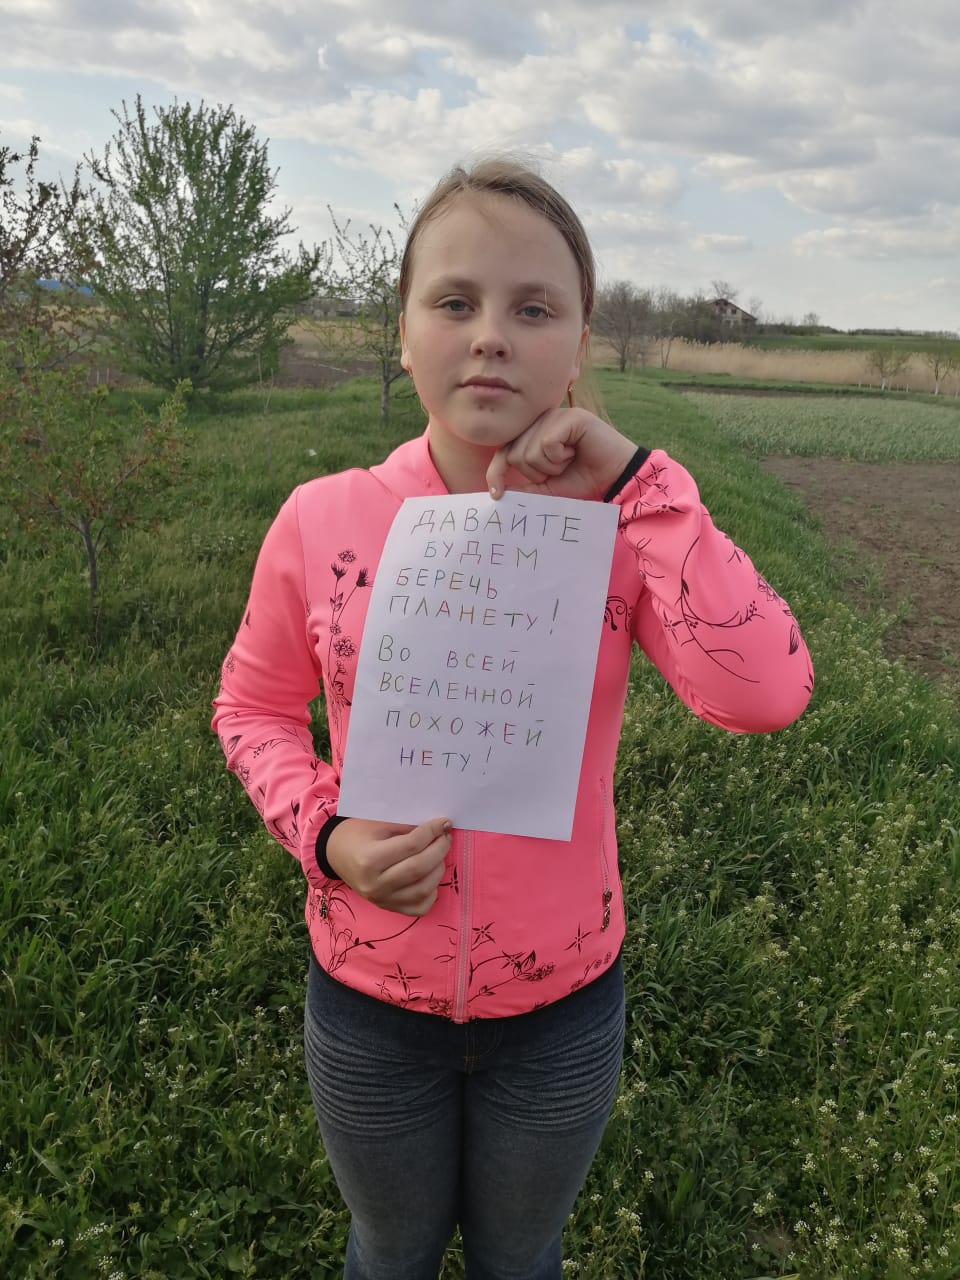 ДАВАЙТЕ
БУДЕМ
БЕРЕЧЬ
ПЛАНЕТУ!
Во ВСЕЙ
ВСЕЛЕННОЙ
ПОХОЖЕЙ
НЕТУ!